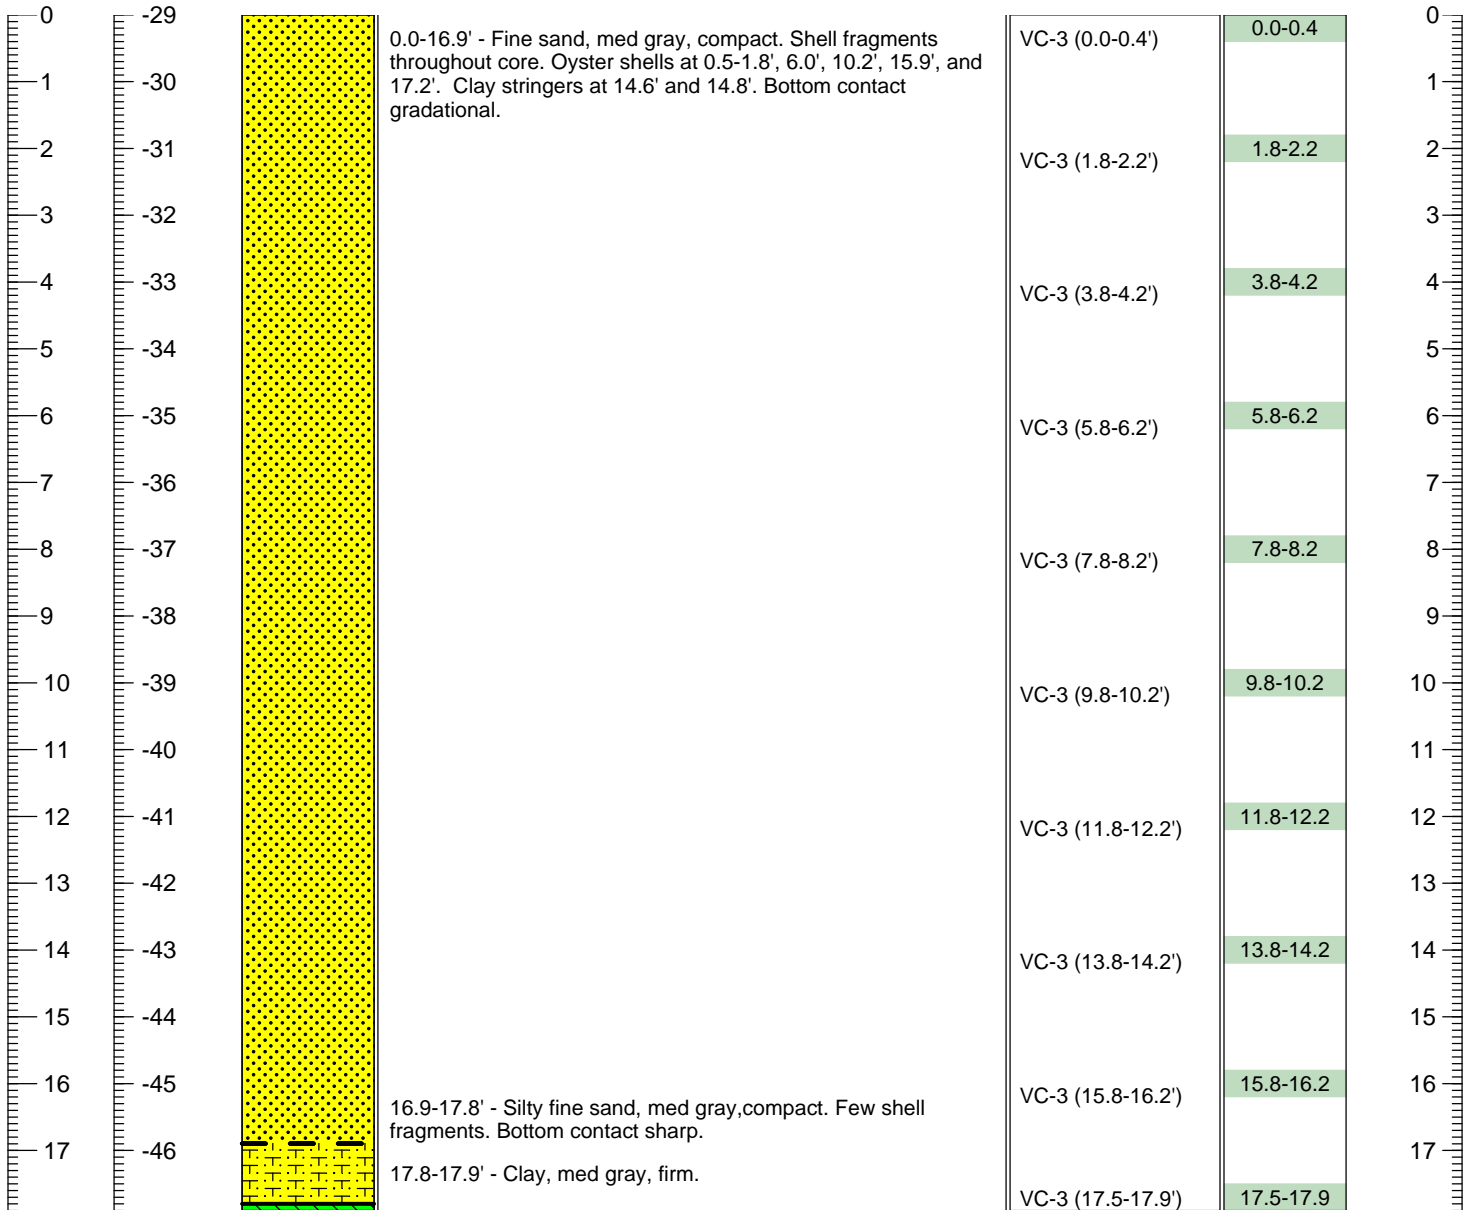 0 -29 0.0-0.4 0
0.0-16.9' - Fine sand, med gray, compact. Shell fragments VC-3 (0.0-0.4')
throughout core. Oyster shells at 0.5-1.8', 6.0', 10.2', 15.9', and
1 -30 17.2'.  Clay stringers at 14.6' and 14.8'. Bottom contact 1
gradational.
2 -31 1.8-2.2 2
VC-3 (1.8-2.2')
3 -32 3
4 -33 3.8-4.2 4
VC-3 (3.8-4.2')
5 -34 5
6 -35 5.8-6.2 6
VC-3 (5.8-6.2')
7 -36 7
8 -37 7.8-8.2 8
VC-3 (7.8-8.2')
9 -38 9
10 -39 9.8-10.2 10
VC-3 (9.8-10.2')
11 -40 11
12 -41 11.8-12.2 12
VC-3 (11.8-12.2')
13 -42 13
14 -43 13.8-14.2 14
VC-3 (13.8-14.2')
15 -44 15
16 -45 15.8-16.2 16
16.9-17.8' - Silty fine sand, med gray,compact. Few shell VC-3 (15.8-16.2')
fragments. Bottom contact sharp.
17 -46 17
17.8-17.9' - Clay, med gray, firm.
VC-3 (17.5-17.9') 17.5-17.9